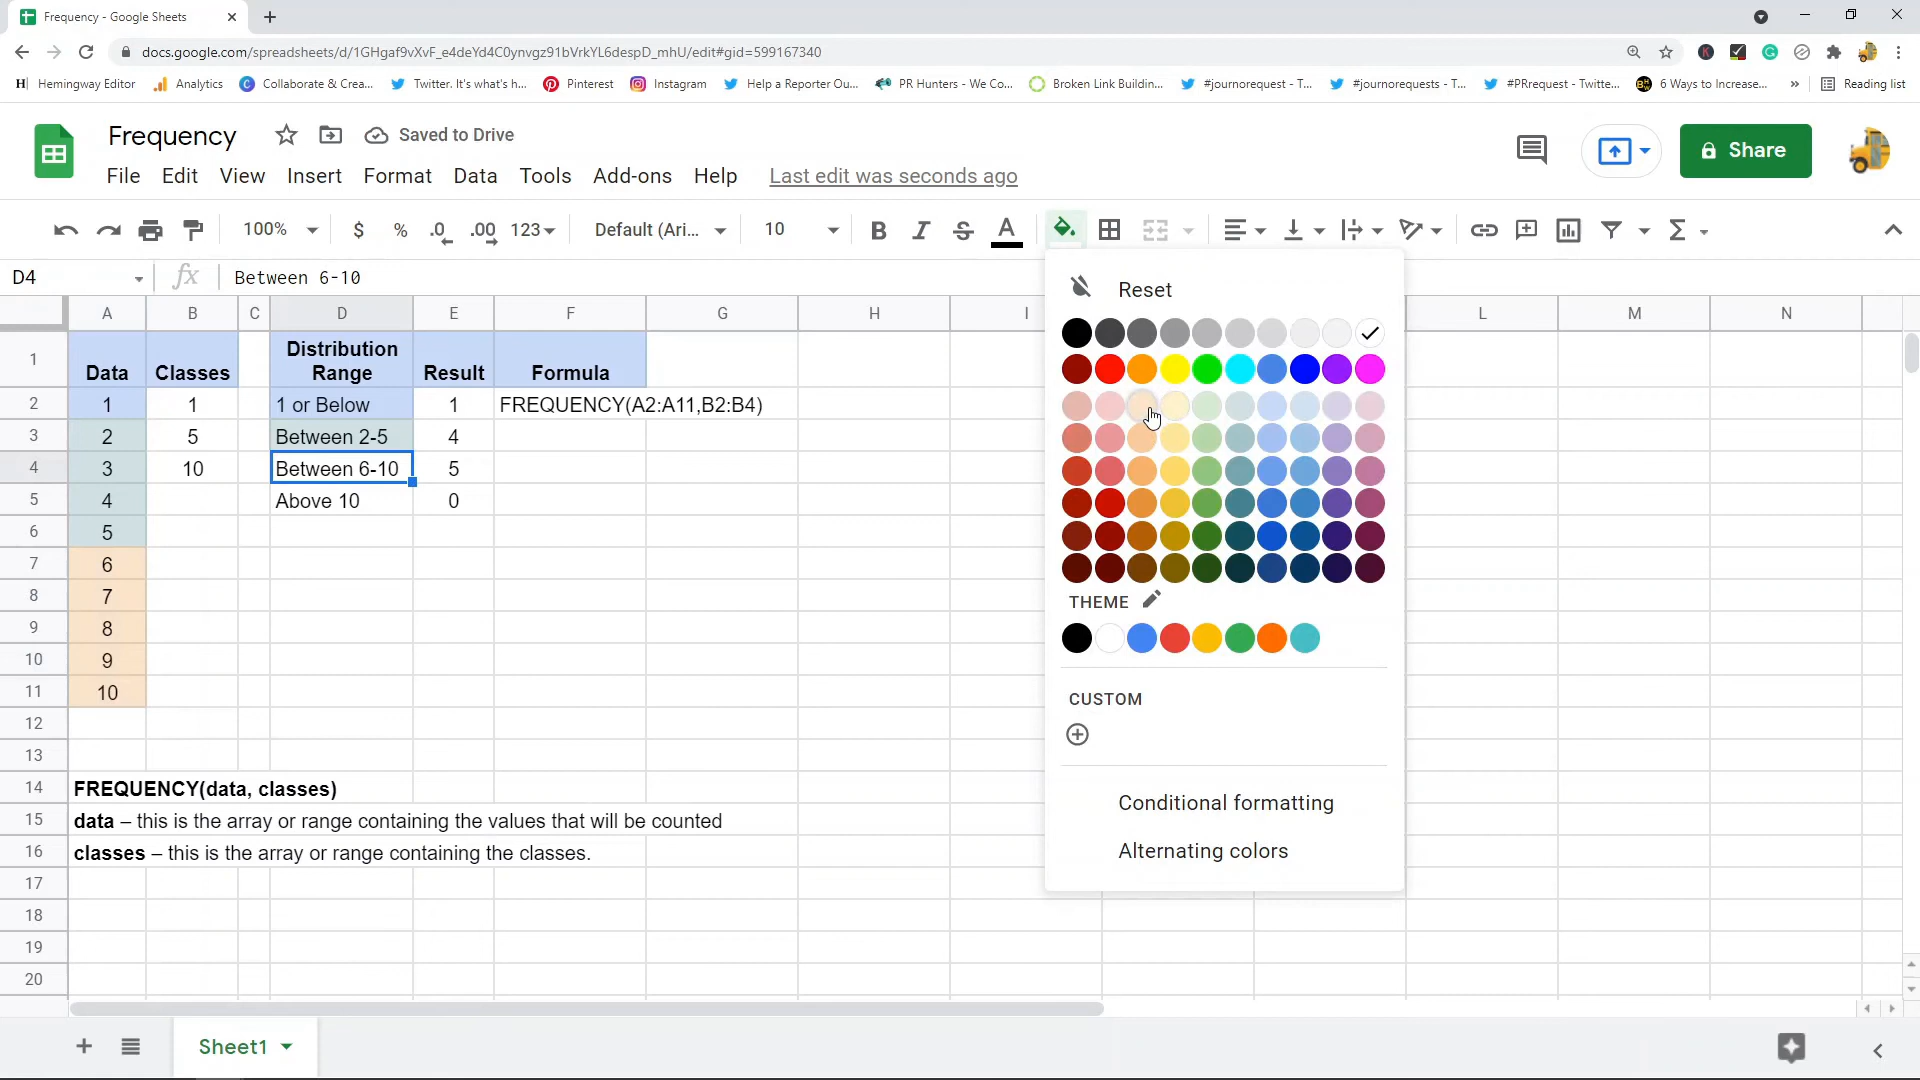 Frequency - Google Sheets
docs.google.com/spreadsheets/d/1GHgaf9vXvF_e4deYd4C0ynvgz91bVrkYL6despD_mhU/edit#gid=599167340
Hemingway Editor Analytics Collaborate & Crea... Twitter. It's what's h... Pinterest Instagram Help a Reporter Ou... PR Hunters - We Co... Broken Link Building... #journorequest - T... #journorequests - T... #PRrequest - Twitte... 6 Ways to Increase... » Reading list
Frequency Saved to Drive
Share
File Edit View Insert Format Data Tools Add-ons Help Last edit was seconds ago
100% $ % .0 .00 123 Default (Ari... 10 B I S A
D4 fx Between 6-10
A B C D E F G H I L M N
Reset
1 Data Classes Distribution Range Result Formula
2 1 1 1 or Below 1 FREQUENCY(A2:A11,B2:B4)
3 2 5 Between 2-5 4
4 3 10 Between 6-10 5
5 4 Above 10 0
6 5
7 6
8 7
THEME
9 8
10 9
11 10
CUSTOM
12
13
14 FREQUENCY(data, classes)
Conditional formatting
15 data – this is the array or range containing the values that will be counted
16 classes – this is the array or range containing the classes.
Alternating colors
17
18
19
20
Sheet1